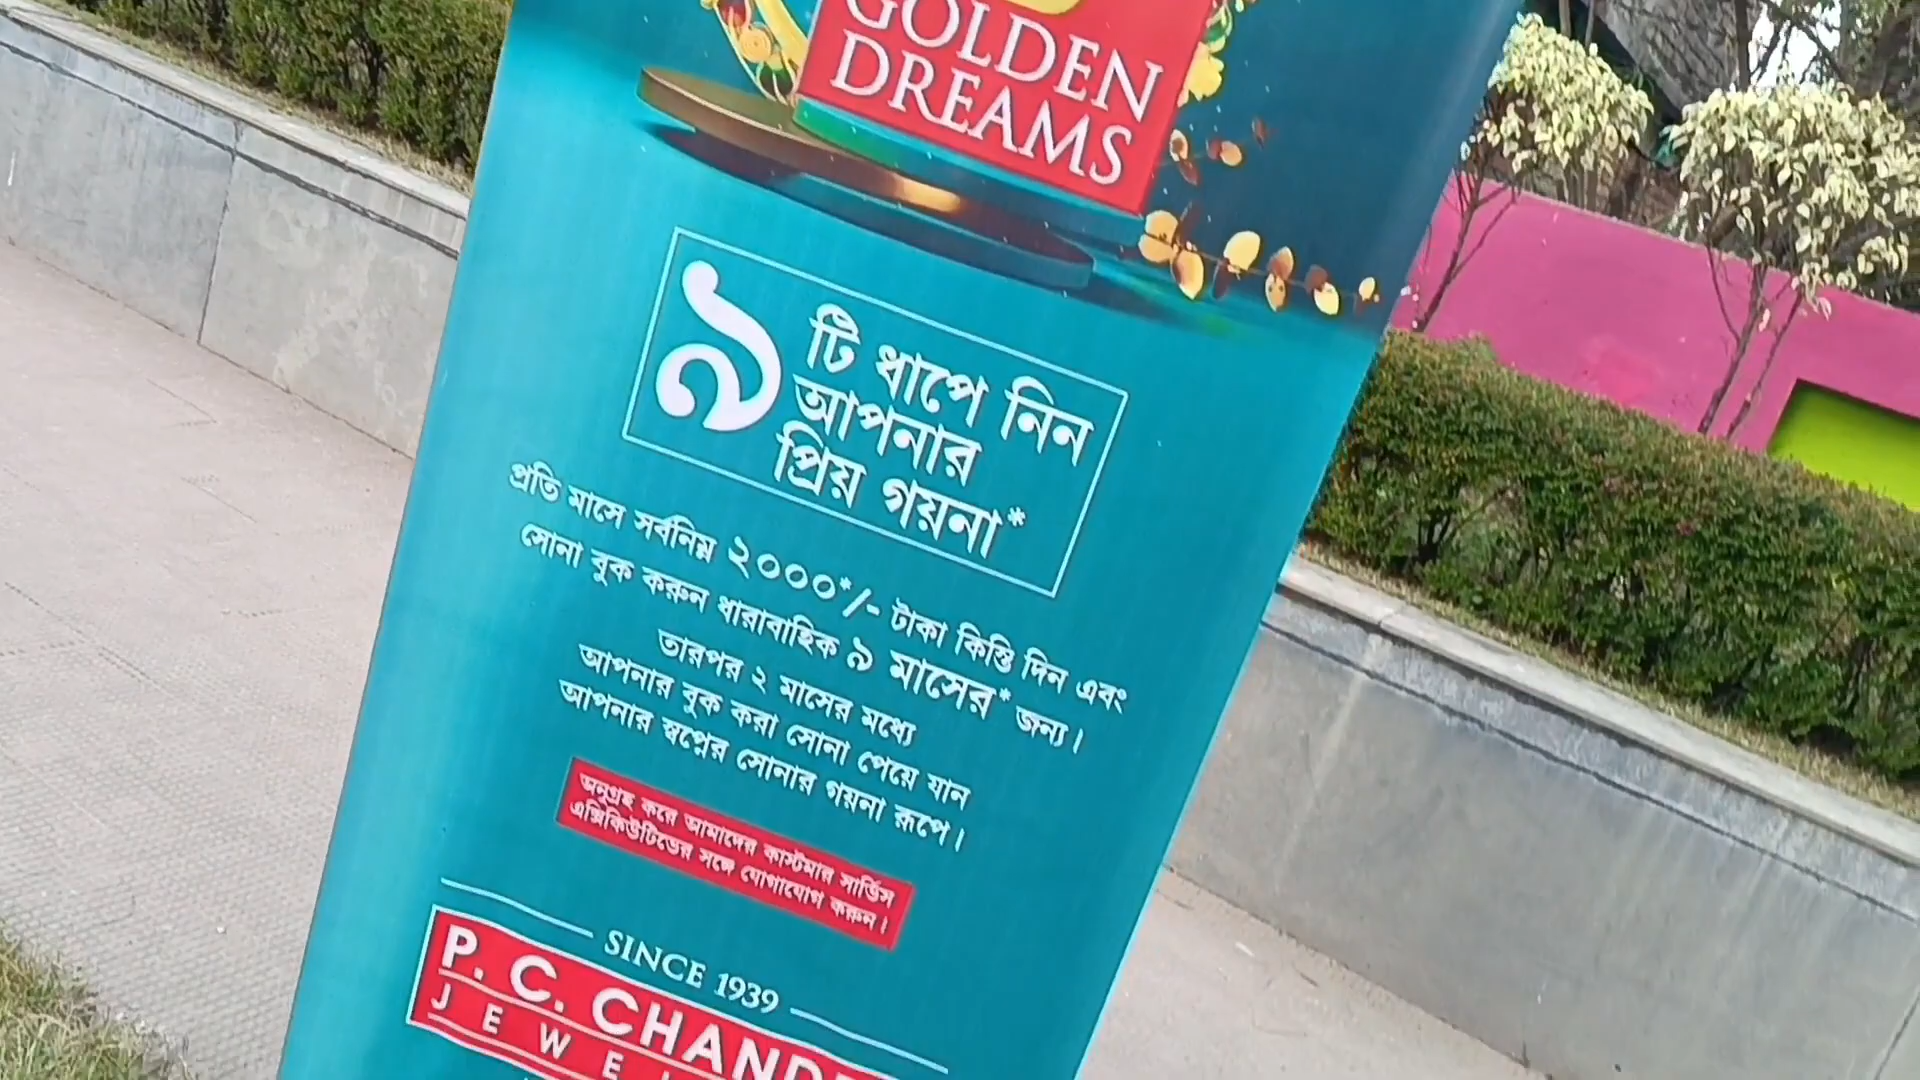 GOLDEN
DREAMS
৯ টি ধাপে নিন
আপনার
প্রিয় গয়না*
প্রতি মাসে সর্বনিম্ন ২০০০*/- টাকা কিস্তি দিন এবং
সোনা বুক করুন ধারাবাহিক ৯ মাসের* জন্য।
তারপর ২ মাসের মধ্যে
আপনার বুক করা সোনা পেয়ে যান
আপনার স্বপ্নের সোনার গয়না রূপে।
অনুগ্রহ করে আমাদের কাস্টমার সার্ভিস
এক্সিকিউটিভের সঙ্গে যোগাযোগ করুন।
SINCE 1939
P. C. CHAND
JEWE